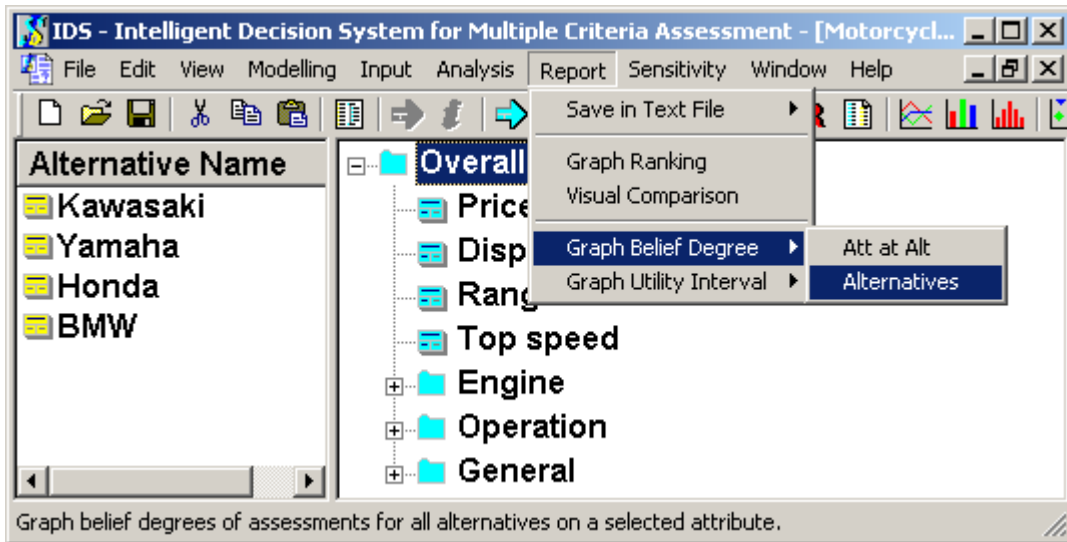 IDS - Intelligent Decision System for Multiple Criteria Assessment - [Motorcycl...
File Edit View Modelling Input Analysis Report Sensitivity Window Help
Save in Text File
Graph Ranking
Visual Comparison
Graph Belief Degree
Graph Utility Interval
Att at Alt
Alternatives
Alternative Name
Kawasaki
Yamaha
Honda
BMW
Overall
Price
Disp
Rang
Top speed
Engine
Operation
General
Graph belief degrees of assessments for all alternatives on a selected attribute.